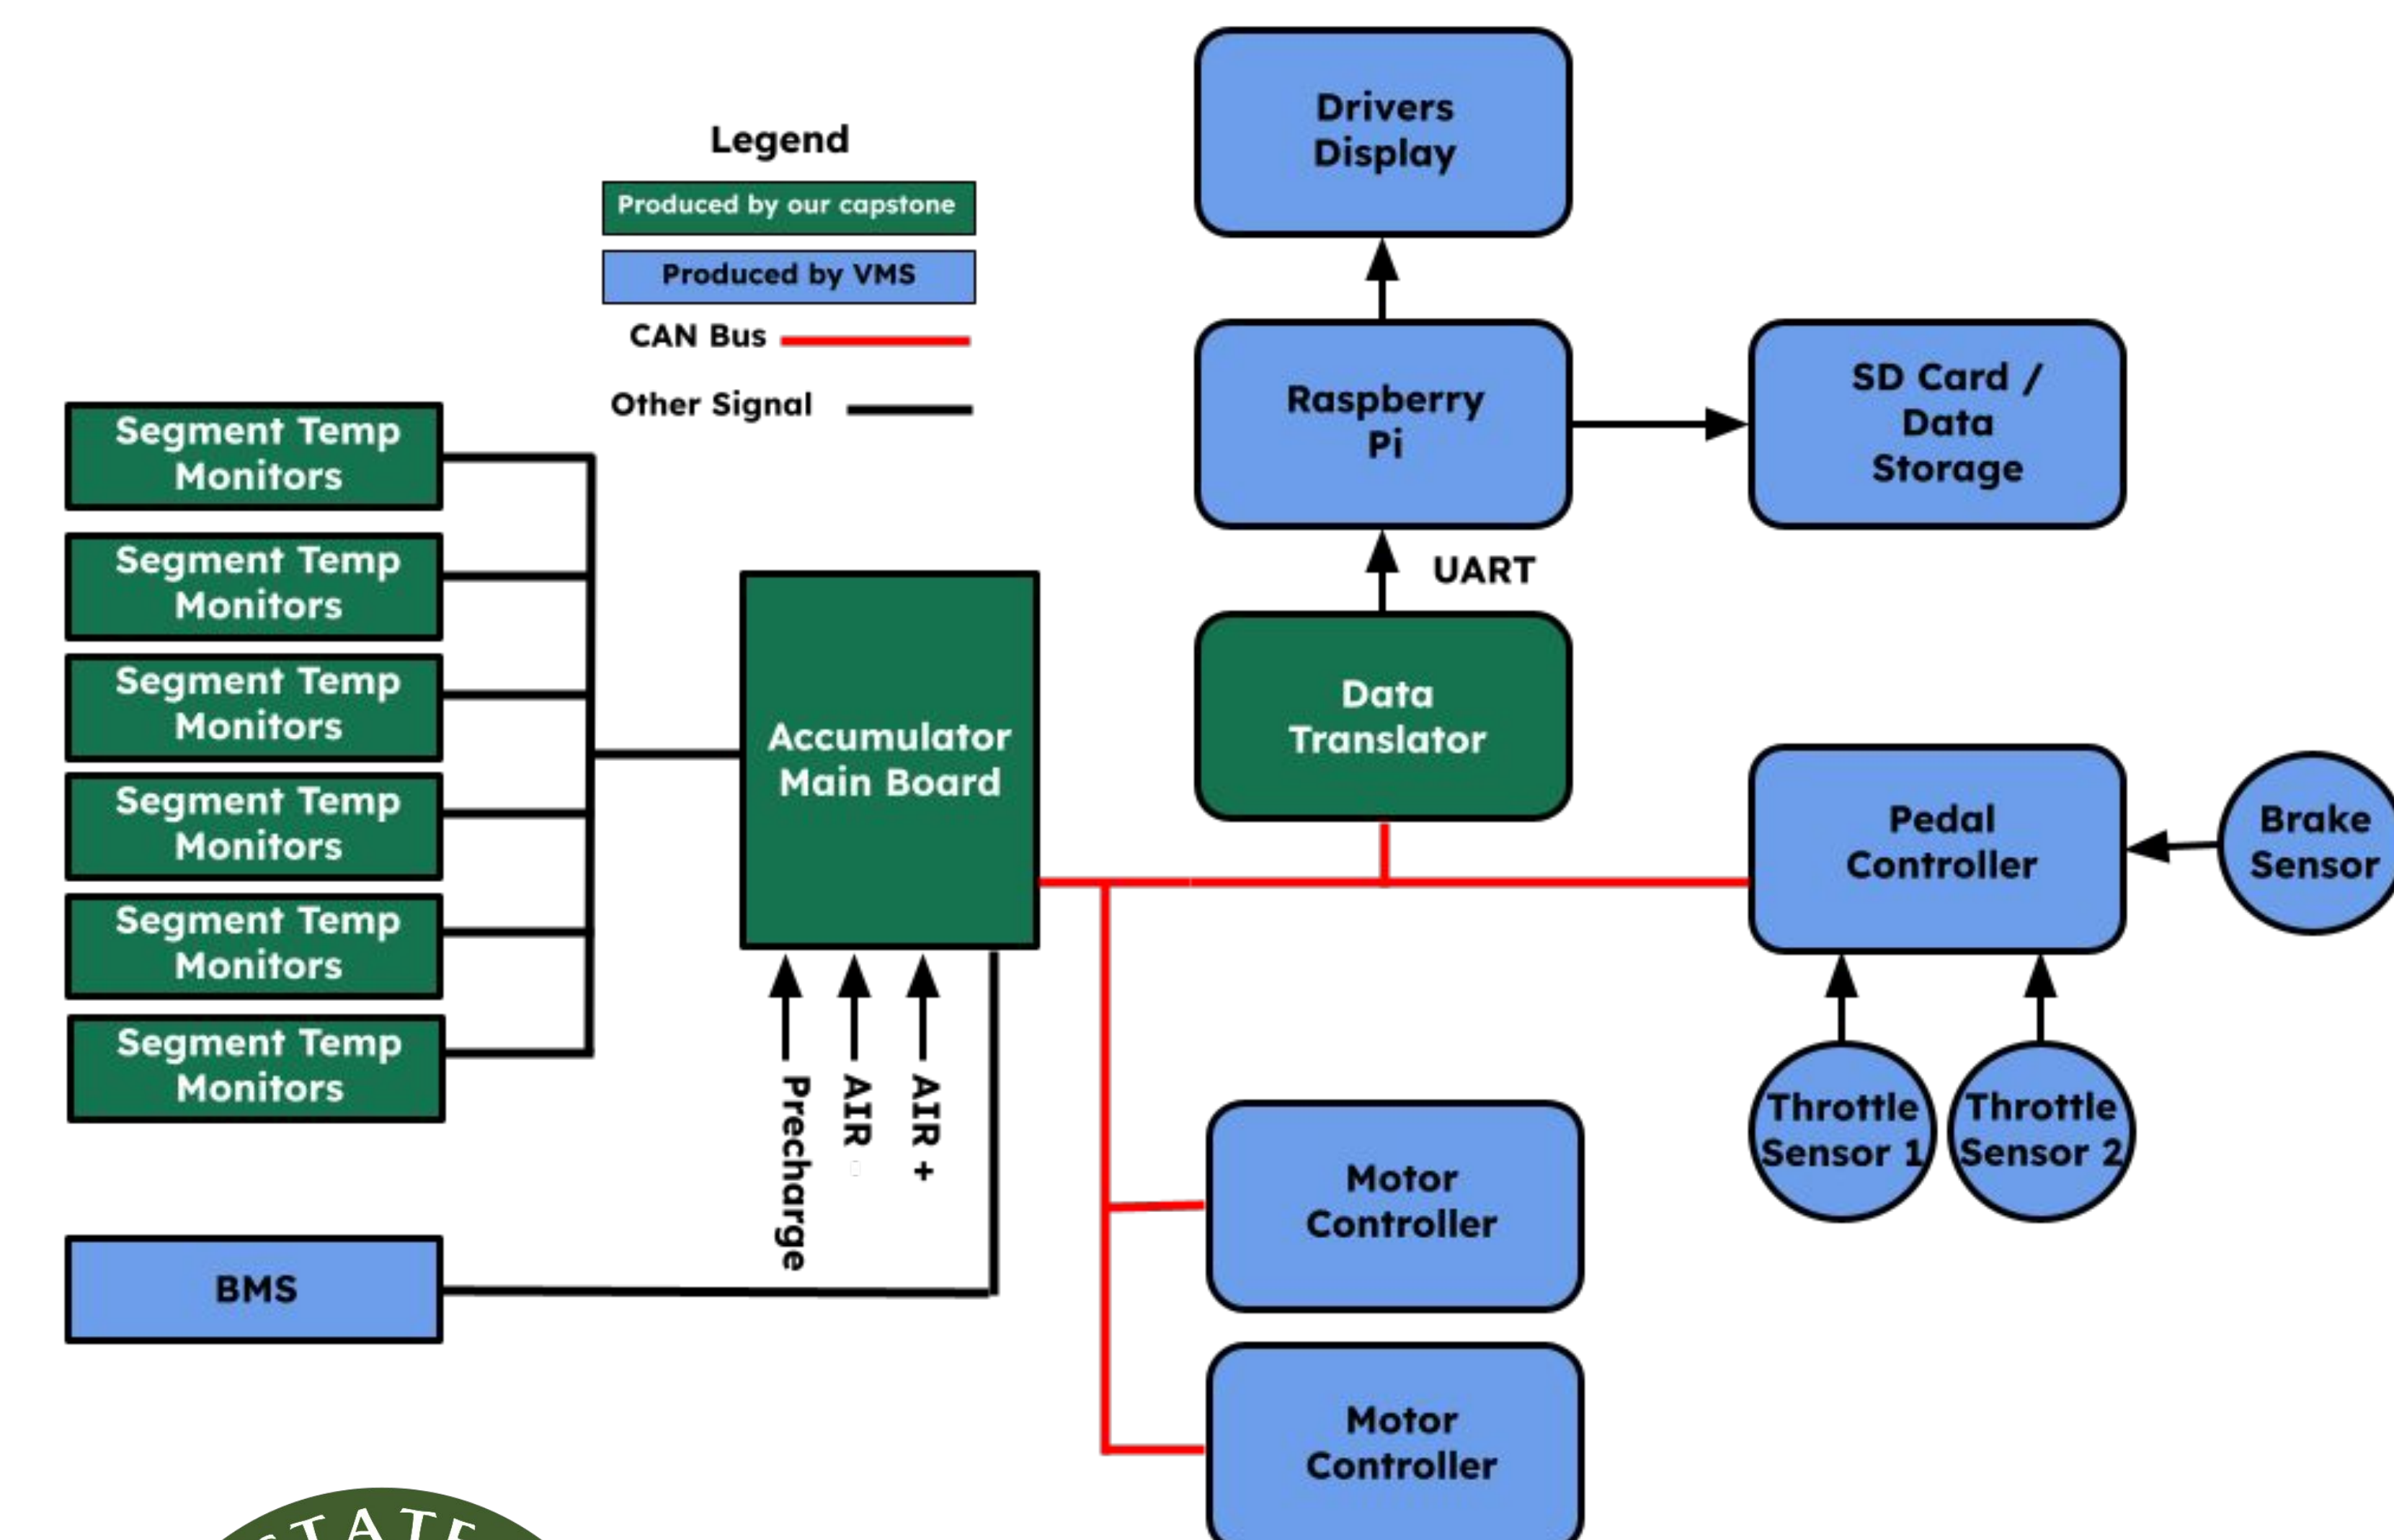 Drivers
Display
Legend
Produced by our capstone
Produced by VMS
CAN Bus
Other Signal
Raspberry
Pi
SD Card /
Data
Storage
Segment Temp
Monitors
Segment Temp
Monitors
Segment Temp
Monitors
Segment Temp
Monitors
Segment Temp
Monitors
Segment Temp
Monitors
UART
Accumulator
Main Board
Data
Translator
Pedal
Controller
Brake
Sensor
Precharge
AIR
AIR +
Throttle
Sensor 1
Throttle
Sensor 2
Motor
Controller
BMS
Motor
Controller
STATE